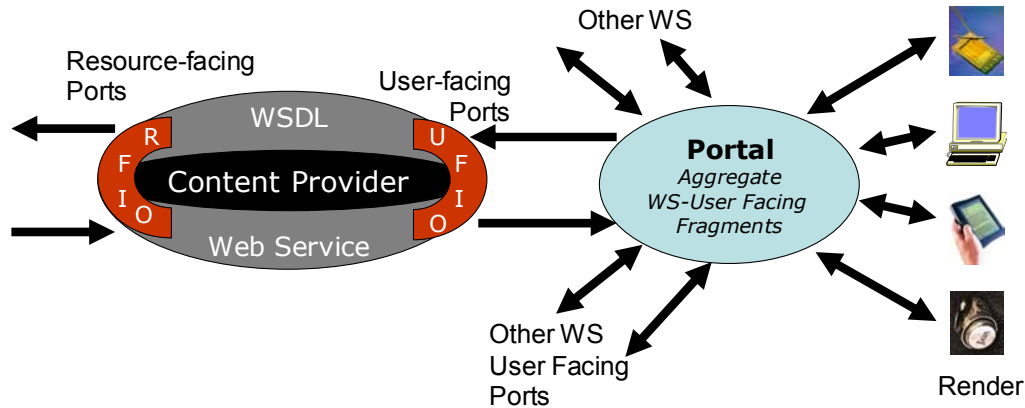 Other WS
Resource-facing
Ports
User-facing
Ports
WSDL
R
F
I
O
U
F
I
O
Content Provider
Web Service
Portal
Aggregate
WS-User Facing
Fragments
Other WS
User Facing
Ports
Render